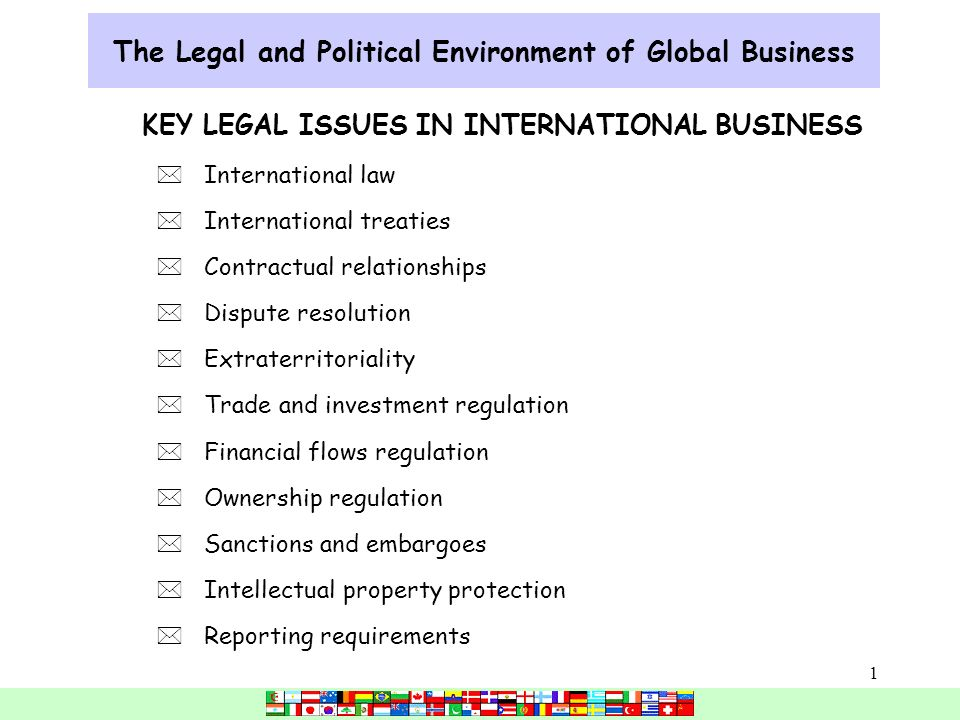 The Legal and Political Environment of Global Business
KEY LEGAL ISSUES IN INTERNATIONAL BUSINESS
International law
International treaties
Contractual relationships
Dispute resolution
Extraterritoriality
Trade and investment regulation
Financial flows regulation
Ownership regulation
Sanctions and embargoes
Intellectual property protection
Reporting requirements
1